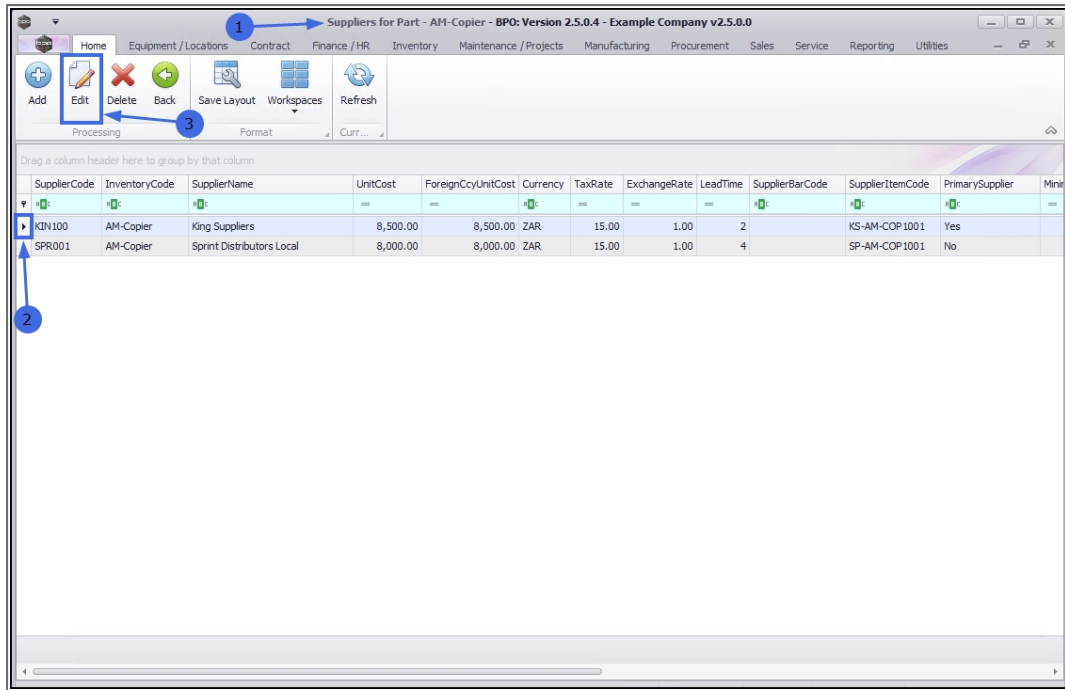 1
Suppliers for Part - AM-Copier - BPO: Version 2.5.0.4 - Example Company v2.5.0.0
Home Equipment / Locations Contract Finance / HR Inventory Maintenance / Projects Manufacturing Procurement Sales Service Reporting Utilities
Add Edit Delete Back Save Layout Workspaces Refresh
3
Processing Format Curr...
Drag a column header here to group by that column
SupplierCode InventoryCode SupplierName UnitCost ForeignCcyUnitCost Currency TaxRate ExchangeRate LeadTime SupplierBarCode SupplierItemCode PrimarySupplier Minir
KIN100 AM-Copier King Suppliers 8,500.00 8,500.00 ZAR 15.00 1.00 2 KS-AM-COP1001 Yes
SPR001 AM-Copier Sprint Distributors Local 8,000.00 8,000.00 ZAR 15.00 1.00 4 SP-AM-COP1001 No
2